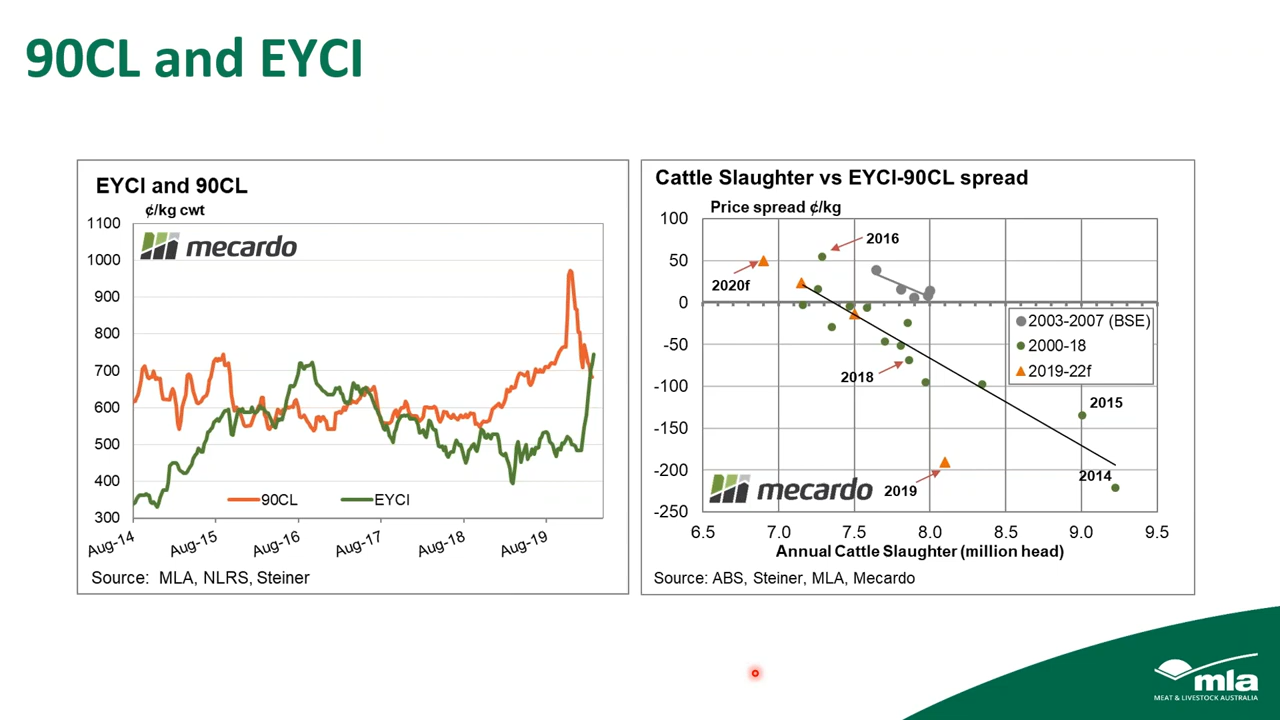 90CL and EYCI
EYCI and 90CL
¢/kg cwt
1100
1000
900
800
700
600
500
400
300
mecardo
90CL
EYCI
Aug-14
Aug-15
Aug-16
Aug-17
Aug-18
Aug-19
Source: MLA, NLRS, Steiner
Cattle Slaughter vs EYCI-90CL spread
Price spread ¢/kg
100
50
0
-50
-100
-150
-200
-250
2016
2020f
2003-2007 (BSE)
2000-18
2019-22f
2018
2015
2014
2019
mecardo
6.5
7.0
7.5
8.0
8.5
9.0
9.5
Annual Cattle Slaughter (million head)
Source: ABS, Steiner, MLA, Mecardo
mla
MEAT & LIVESTOCK AUSTRALIA